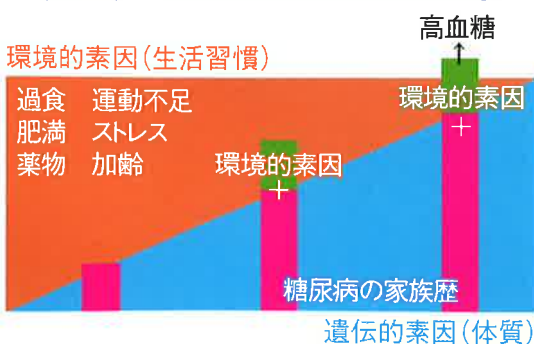 高血糖
環境的素因(生活習慣)
過食 運動不足
肥満 ストレス
薬物 加齢
環境的素因
+
環境的素因
+
糖尿病の家族歴
遺伝的素因(体質)